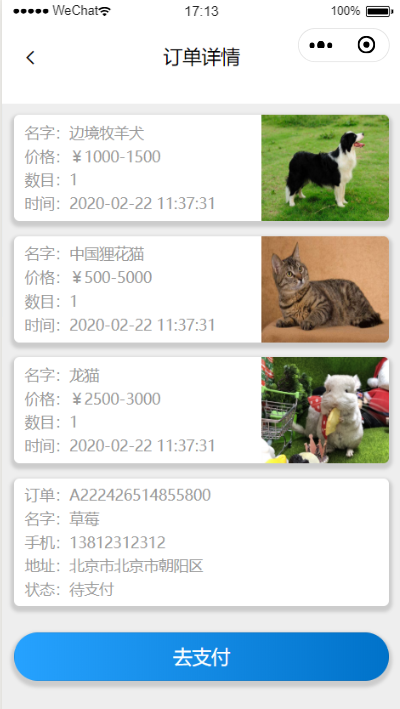 WeChat 17:13 100%
订单详情
名字：边境牧羊犬
价格：￥1000-1500
数目：1
时间：2020-02-22 11:37:31
名字：中国狸花猫
价格：￥500-5000
数目：1
时间：2020-02-22 11:37:31
名字：龙猫
价格：￥2500-3000
数目：1
时间：2020-02-22 11:37:31
订单：A222426514855800
名字：草莓
手机：13812312312
地址：北京市北京市朝阳区
状态：待支付
去支付